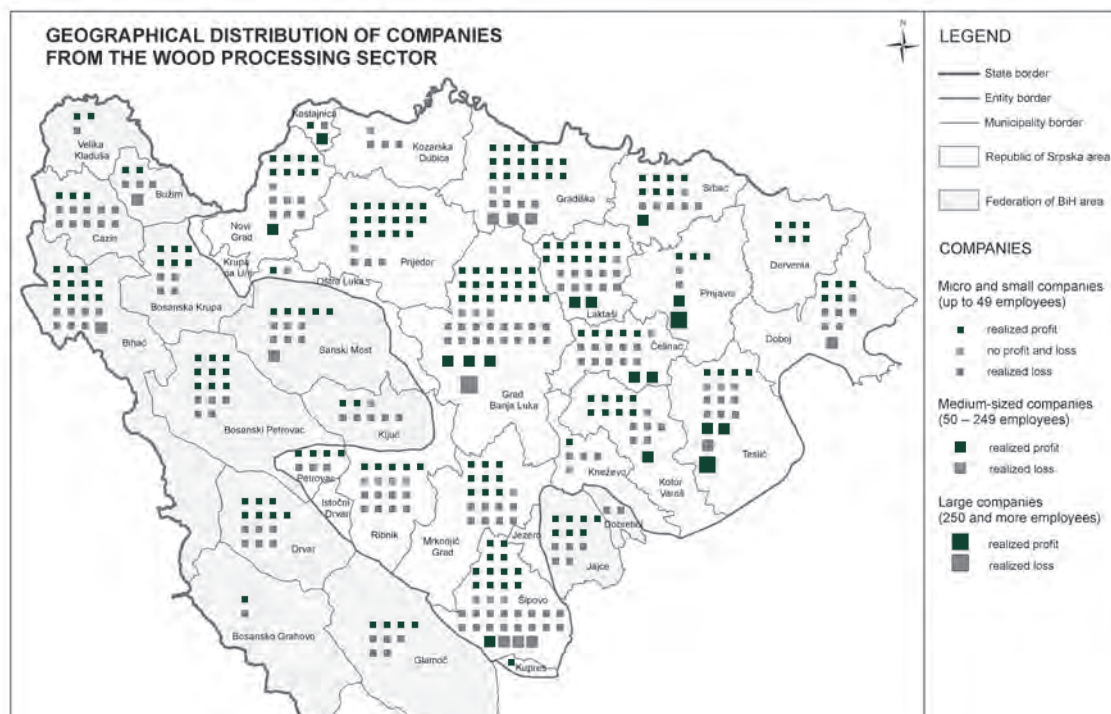 GEOGRAPHICAL DISTRIBUTION OF COMPANIES
FROM THE WOOD PROCESSING SECTOR
N
Kostajnica
Velika
Kladuša
Kozarska
Dubica
Bužim
Gradiška
Srbac
Cazin
Novi
Grad
Prijedor
Derventa
Krupa
na Uni
Oštra Luka
Laktaši
Prnjavor
Bosanska Krupa
Bihać
Sanski Most
Čelinac
Doboj
Grad
Banja Luka
Bosanski Petrovac
Ključ
Teslić
Kneževo
Kotor
Varoš
Petrovac
Istočni
Drvar
Ribnik
Mrkonjić
Grad
Jezero
Dobretići
Drvar
Jajce
Šipovo
Bosansko Grahovo
Glamoč
Kupres
LEGEND
State border
Entity border
Municipality border
Republic of Srpska area
Federation of BiH area
COMPANIES
Micro and small companies
(up to 49 employees)
realized profit
no profit and loss
realized loss
Medium-sized companies
(50 – 249 employees)
realized profit
realized loss
Large companies
(250 and more employees)
realized profit
realized loss